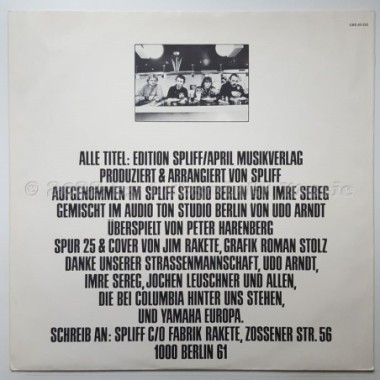 ALLE TITEL: EDITION SPLIFF/APRIL MUSIKVERLAG
PRODUZIERT & ARRANGIERT VON SPLIFF
AUFGENOMMEN IM SPLIFF STUDIO BERLIN VON IMRE SEREG
GEMISCHT IM AUDIO TON STUDIO BERLIN VON UDO ARNDT
ÜBERSPIELT VON PETER HARENBERG
SPUR 25 & COVER VON JIM RAKETE, GRAFIK ROMAN STOLZ
DANKE UNSERER STRASSENMANNSCHAFT, UDO ARNDT,
IMRE SEREG, JOCHEN LEUSCHNER UND ALLEN,
DIE BEI COLUMBIA HINTER UNS STEHEN,
UND YAMAHA EUROPA.
SCHREIB AN: SPLIFF C/O FABRIK RAKETE, ZOSSENER STR. 56
1000 BERLIN 61